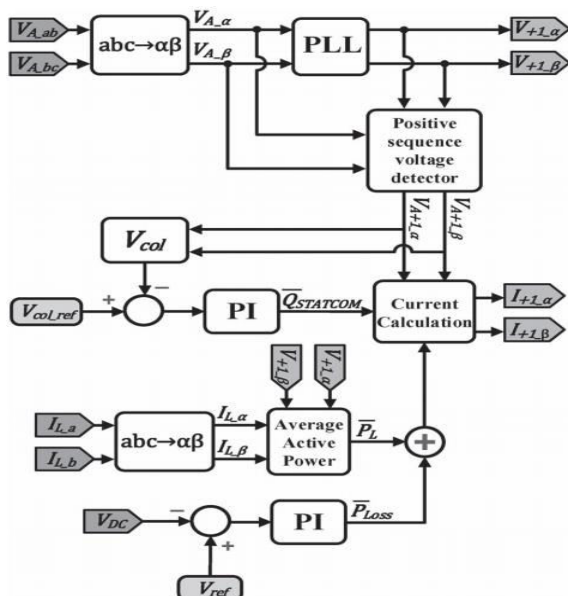 V_A_ab
V_A_α
V_+1_α
abc→αβ
PLL
V_A_bc
V_A_β
V_+1_β
Positive
sequence
voltage
detector
V_A+1_α
V_A+1_β
V_col
−
V_col_ref
+
PI
Q̅_STATCOM
Current
Calculation
I_+1_α
I_+1_β
V_+1_β
V_+1_α
I_L_a
I_L_α
abc→αβ
Average
Active
Power
P̅_L
+
I_L_b
I_L_β
V_DC
−
PI
P̅_Loss
+
V_ref